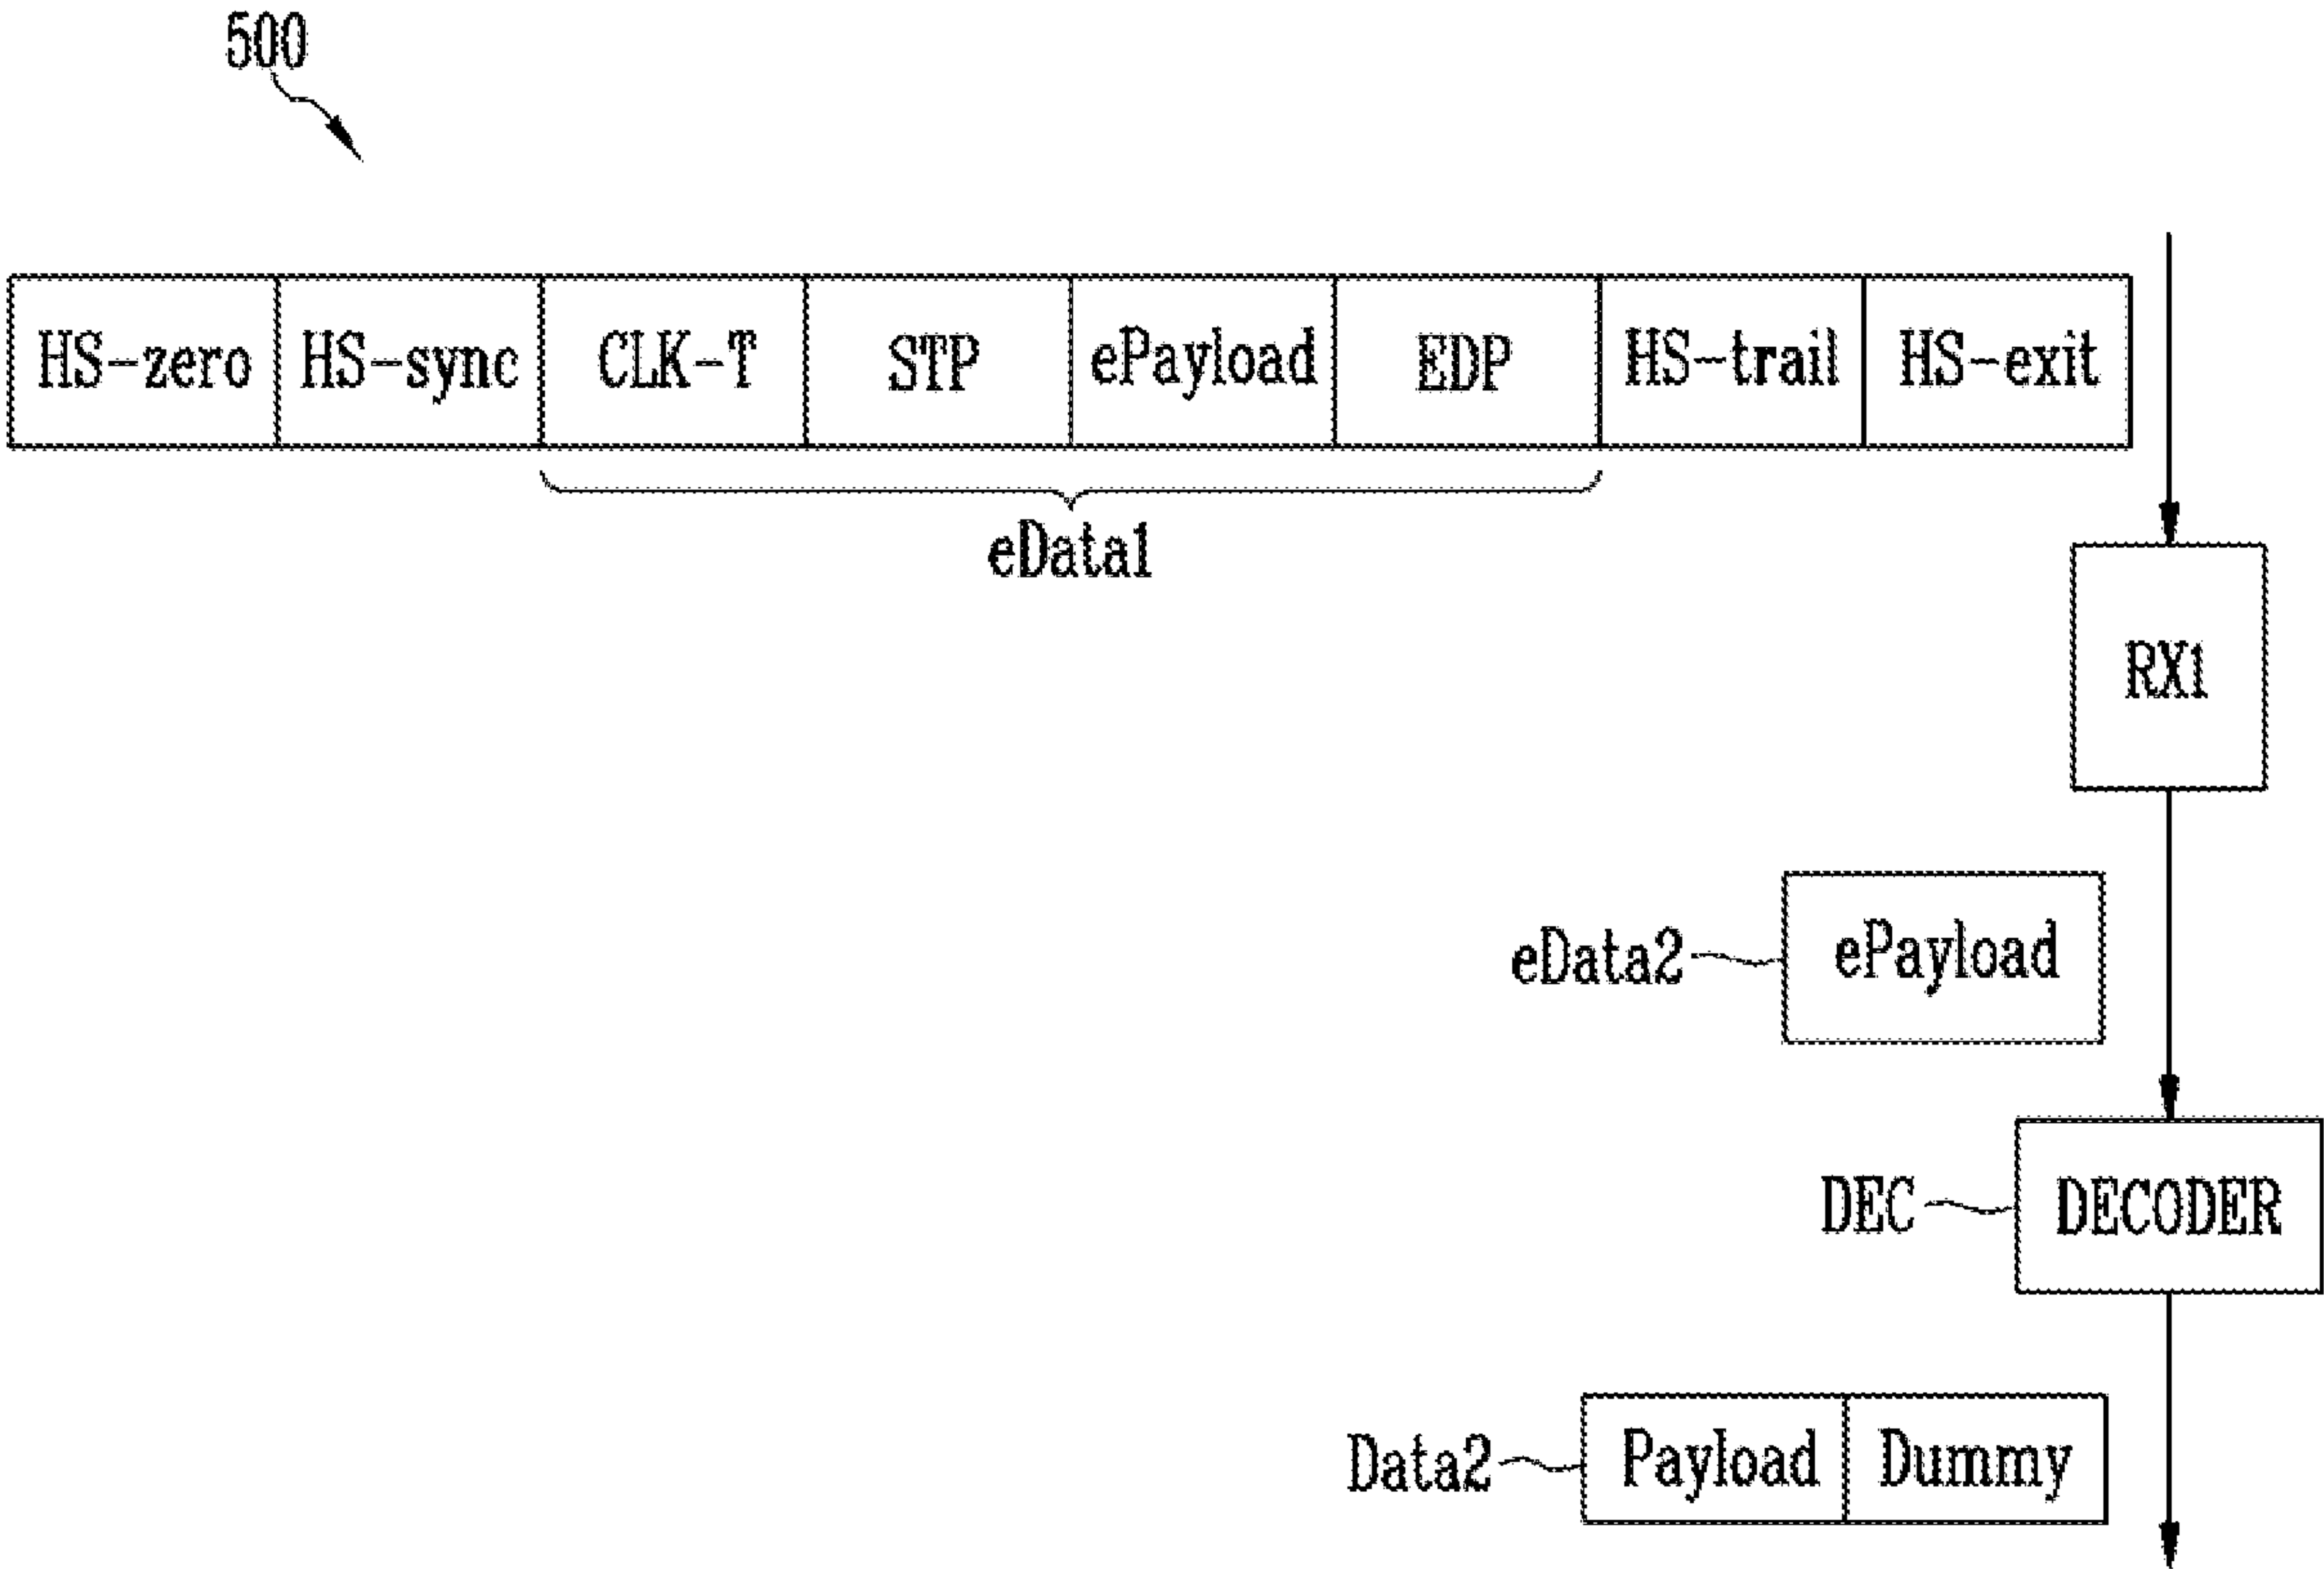 500
HS-zero HS-sync CLK-T STP ePayload EDP HS-trail HS-exit
eData1
RX1
eData2 ePayload
DEC DECODER
Data2 Payload Dummy